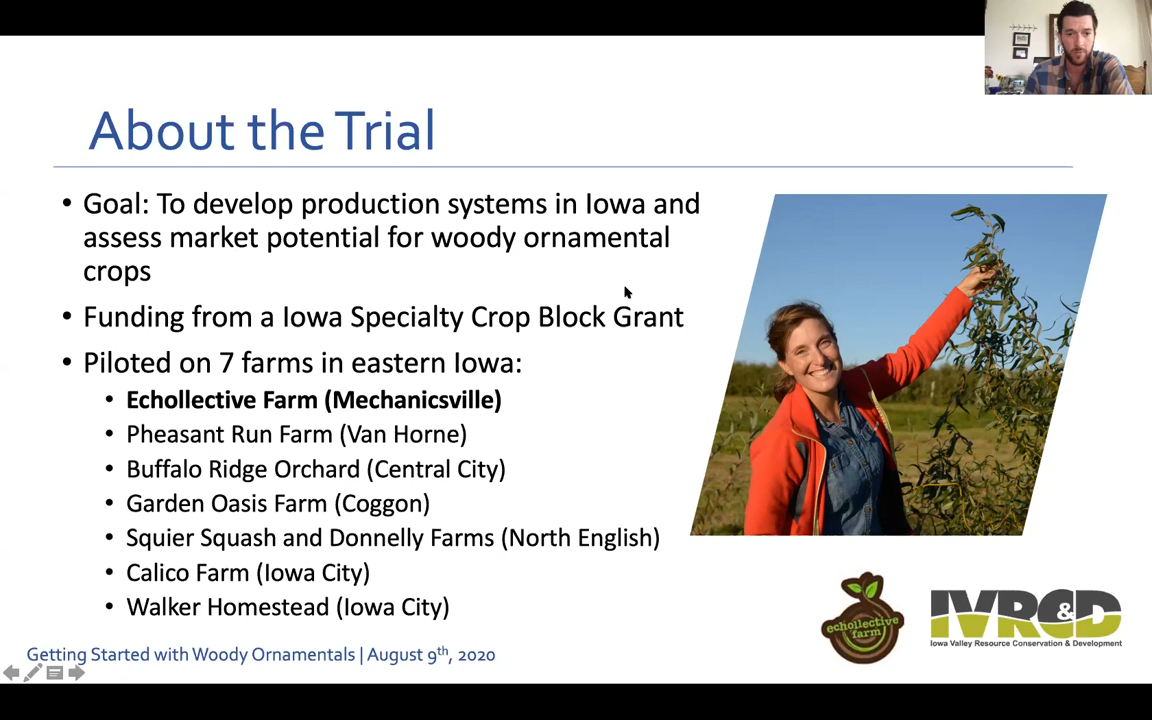 About the Trial
• Goal: To develop production systems in Iowa and
assess market potential for woody ornamental
crops
• Funding from a Iowa Specialty Crop Block Grant
• Piloted on 7 farms in eastern Iowa:
• Echollective Farm (Mechanicsville)
• Pheasant Run Farm (Van Horne)
• Buffalo Ridge Orchard (Central City)
• Garden Oasis Farm (Coggon)
• Squier Squash and Donnelly Farms (North English)
• Calico Farm (Iowa City)
• Walker Homestead (Iowa City)
echollective
farm
IVRC&D
Iowa Valley Resource Conservation & Development
Getting Started with Woody Ornamentals | August 9th, 2020